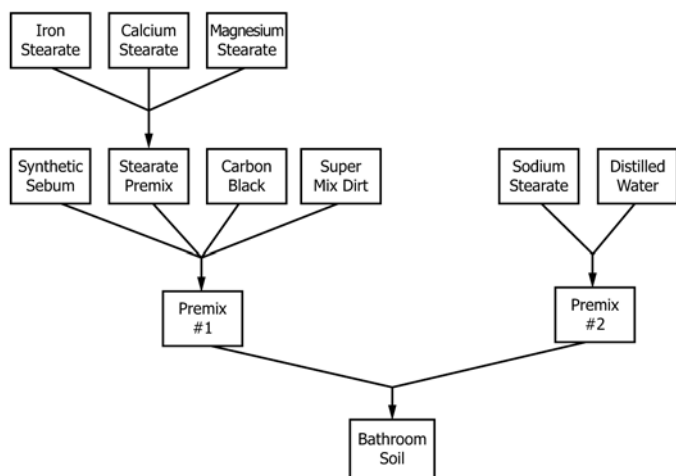 Iron
Stearate
Calcium
Stearate
Magnesium
Stearate
Synthetic
Sebum
Stearate
Premix
Carbon
Black
Super
Mix Dirt
Sodium
Stearate
Distilled
Water
Premix
#1
Premix
#2
Bathroom
Soil